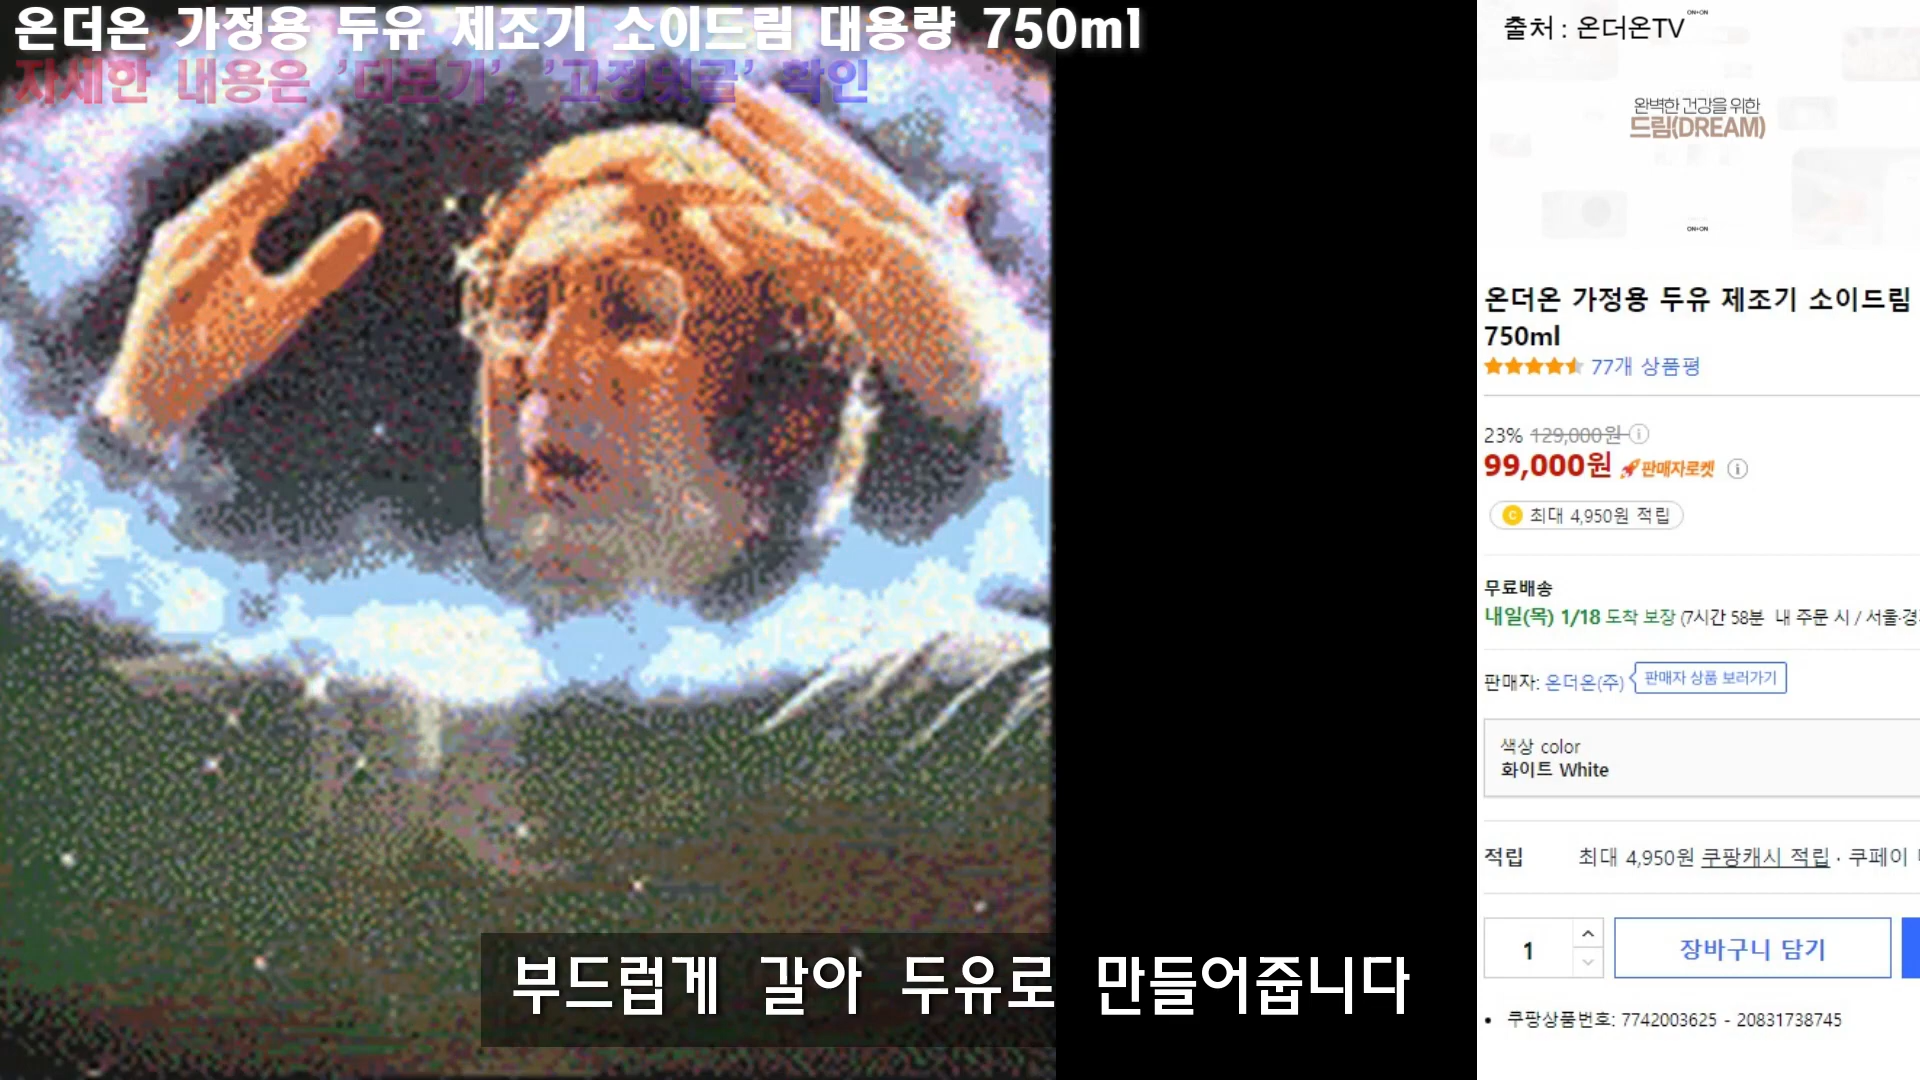 온더온 가정용 두유 제조기 소이드림 대용량 750ml
자세한 내용은 '더보기', '고정댓글' 확인
출처 : 온더온TV
ON+ON
완벽한 건강을 위한
드림(DREAM)
ON+ON
온더온 가정용 두유 제조기 소이드림
750ml
77개 상품평
23% 129,000원
99,000원 판매자로켓
최대 4,950원 적립
무료배송
내일(목) 1/18 도착 보장 (7시간 58분 내 주문 시 / 서울·경
판매자: 온더온(주) 판매자 상품 보러가기
색상 color
화이트 White
적립 최대 4,950원 쿠팡캐시 적립 · 쿠페이
1 장바구니 담기
부드럽게 갈아 두유로 만들어줍니다
• 쿠팡상품번호: 7742003625 - 20831738745